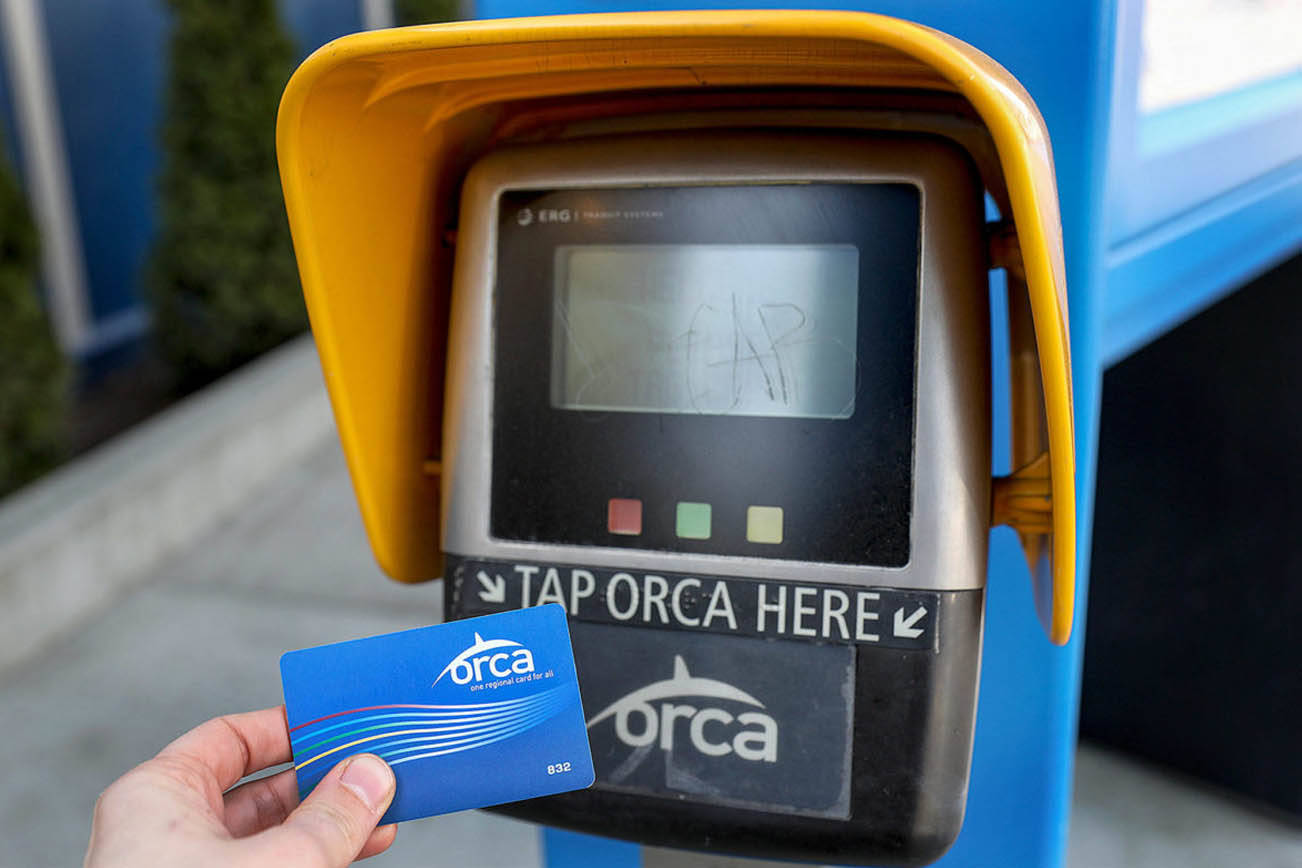 ERG | TRANSIT SYSTEMS
TAP ORCA HERE
orca
one regional card for all
832
orca